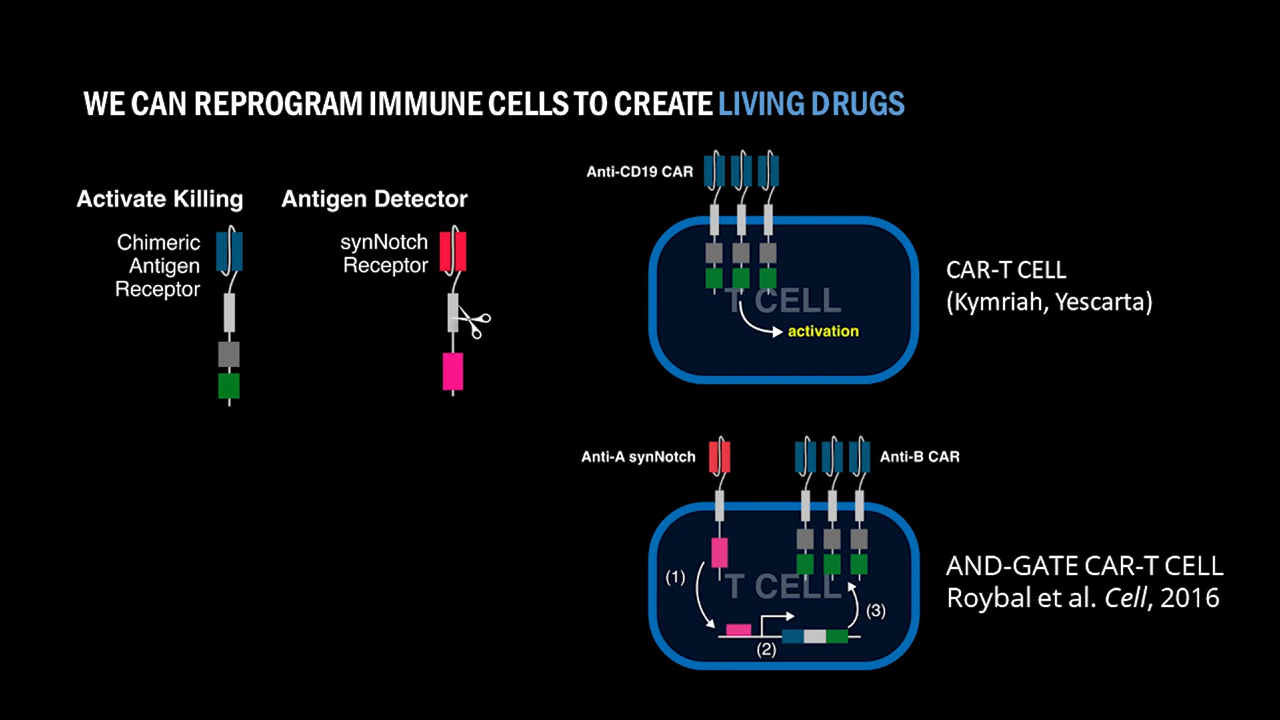 WE CAN REPROGRAM IMMUNE CELLS TO CREATE LIVING DRUGS
Activate Killing
Chimeric
Antigen
Receptor
Antigen Detector
synNotch
Receptor
Anti-CD19 CAR
T CELL
activation
CAR-T CELL
(Kymriah, Yescarta)
Anti-A synNotch
Anti-B CAR
(1)
T CELL
(2)
(3)
AND-GATE CAR-T CELL
Roybal et al. Cell, 2016